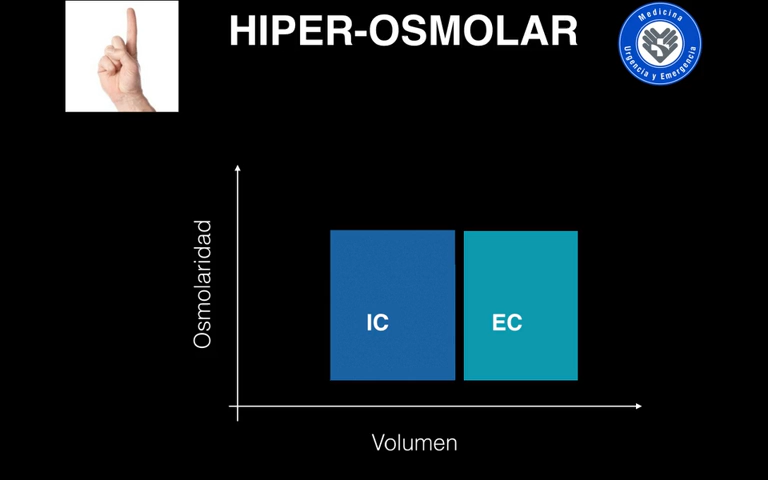 HIPER-OSMOLAR
Medicina
Urgencia y Emergencia
Osmolaridad
IC
EC
Volumen